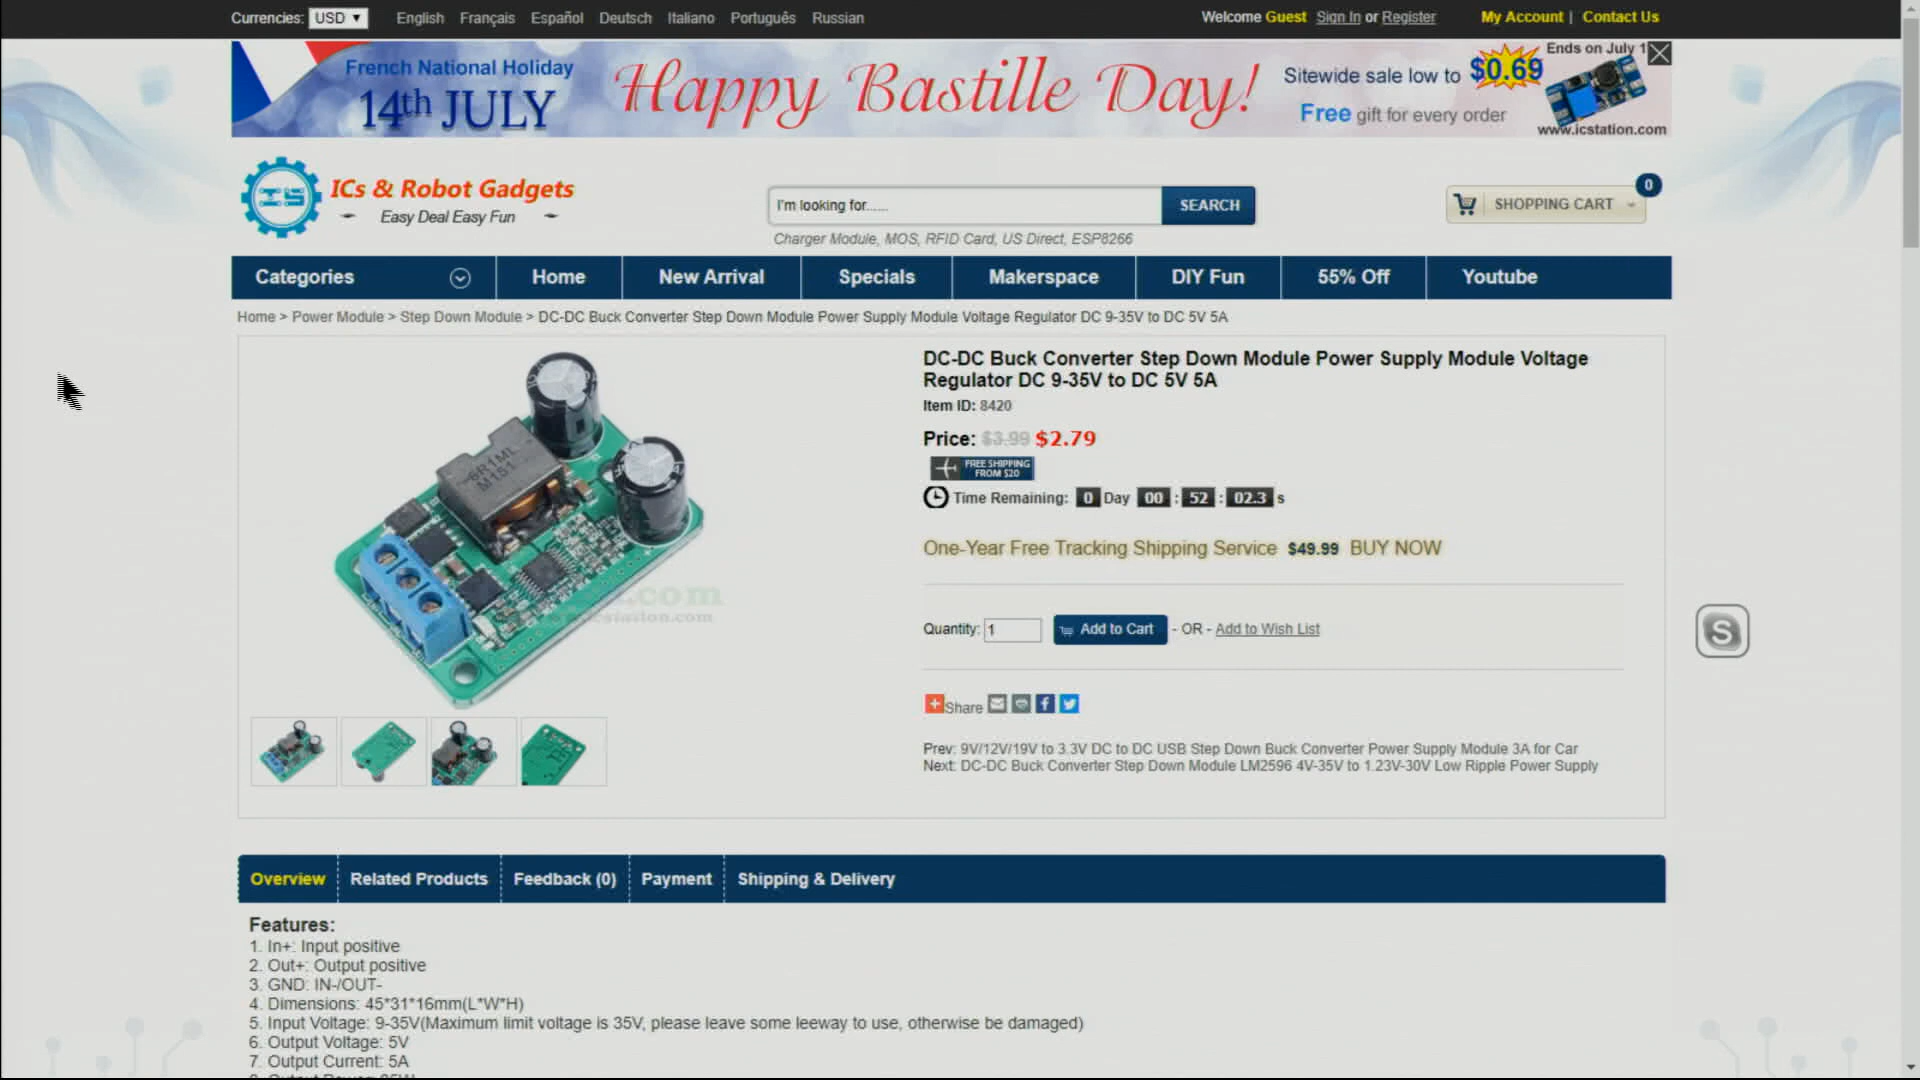 Currencies: USD English Français Español Deutsch Italiano Português Russian Welcome Guest Sign In or Register My Account | Contact Us
French National Holiday
14th JULY
Happy Bastille Day!
Sitewide sale low to $0.69
Free gift for every order
Ends on July 1
www.icstation.com
ICs & Robot Gadgets
Easy Deal Easy Fun
I'm looking for......
SEARCH
Charger Module, MOS, RFID Card, US Direct, ESP8266
SHOPPING CART 0
Categories Home New Arrival Specials Makerspace DIY Fun 55% Off Youtube
Home > Power Module > Step Down Module > DC-DC Buck Converter Step Down Module Power Supply Module Voltage Regulator DC 9-35V to DC 5V 5A
6R1ML
M151
.com
DC-DC Buck Converter Step Down Module Power Supply Module Voltage
Regulator DC 9-35V to DC 5V 5A
Item ID: 8420
Price: $3.99 $2.79
FREE SHIPPING
FROM $20
Time Remaining: 0 Day 00 : 52 : 02.3 s
One-Year Free Tracking Shipping Service $49.99 BUY NOW
Quantity: 1 Add to Cart - OR - Add to Wish List
Share
Prev: 9V/12V/19V to 3.3V DC to DC USB Step Down Buck Converter Power Supply Module 3A for Car
Next: DC-DC Buck Converter Step Down Module LM2596 4V-35V to 1.23V-30V Low Ripple Power Supply
Overview Related Products Feedback (0) Payment Shipping & Delivery
Features:
1. In+: Input positive
2. Out+: Output positive
3. GND: IN-/OUT-
4. Dimensions: 45*31*16mm(L*W*H)
5. Input Voltage: 9-35V(Maximum limit voltage is 35V, please leave some leeway to use, otherwise be damaged)
6. Output Voltage: 5V
7. Output Current: 5A